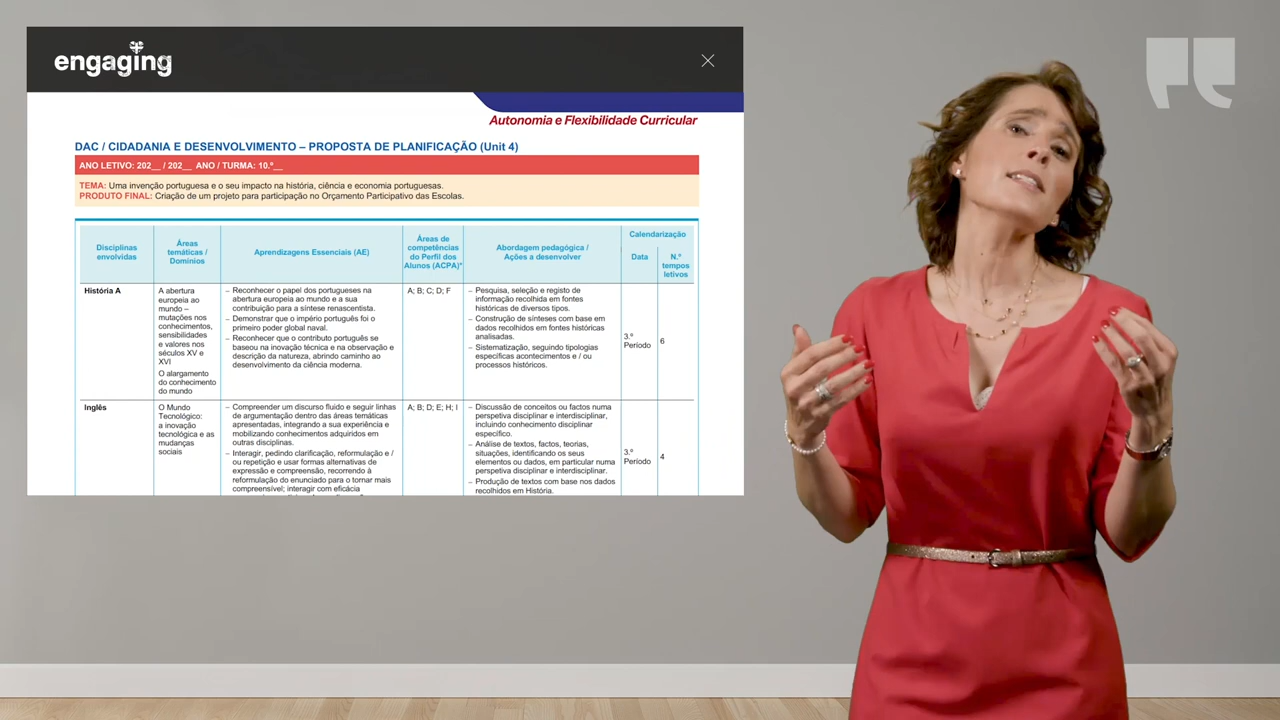 engaging
Autonomia e Flexibilidade Curricular
DAC / CIDADANIA E DESENVOLVIMENTO – PROPOSTA DE PLANIFICAÇÃO (Unit 4)
ANO LETIVO: 202__ / 202__ ANO / TURMA: 10.º__
TEMA: Uma invenção portuguesa e o seu impacto na história, ciência e economia portuguesas.
PRODUTO FINAL: Criação de um projeto para participação no Orçamento Participativo das Escolas.
Disciplinas
envolvidas
Áreas
temáticas /
Domínios
Aprendizagens Essenciais (AE)
Áreas de
competências
do Perfil dos
Alunos (ACPA)*
Abordagem pedagógica /
Ações a desenvolver
Calendarização
Data
N.º
tempos
letivos
História A
A abertura
europeia ao
mundo –
mutações nos
conhecimentos,
sensibilidades
e valores nos
séculos XV e
XVI
O alargamento
do conhecimento
do mundo
– Reconhecer o papel dos portugueses na
abertura europeia ao mundo e a sua
contribuição para a síntese renascentista.
– Demonstrar que o império português foi o
primeiro poder global naval.
– Reconhecer que o contributo português se
baseou na inovação técnica e na observação e
descrição da natureza, abrindo caminho ao
desenvolvimento da ciência moderna.
A; B; C; D; F
– Pesquisa, seleção e registo de
informação recolhida em fontes
históricas de diversos tipos.
– Construção de sínteses com base em
dados recolhidos em fontes históricas
analisadas.
– Sistematização, seguindo tipologias
específicas acontecimentos e / ou
processos históricos.
3.º
Período
6
Inglês
O Mundo
Tecnológico:
a inovação
tecnológica e as
mudanças
sociais
– Compreender um discurso fluido e seguir linhas
de argumentação dentro das áreas temáticas
apresentadas, integrando a sua experiência e
mobilizando conhecimentos adquiridos em
outras disciplinas.
– Interagir, pedindo clarificação, reformulação e /
ou repetição e usar formas alternativas de
expressão e compreensão, recorrendo à
reformulação do enunciado para o tornar mais
compreensível; interagir com eficácia
A; B; D; E; H; I
– Discussão de conceitos ou factos numa
perspetiva disciplinar e interdisciplinar,
incluindo conhecimento disciplinar
específico.
– Análise de textos, factos, teorias,
situações, identificando os seus
elementos ou dados, em particular numa
perspetiva disciplinar e interdisciplinar.
– Produção de textos com base nos dados
recolhidos em História.
3.º
Período
4